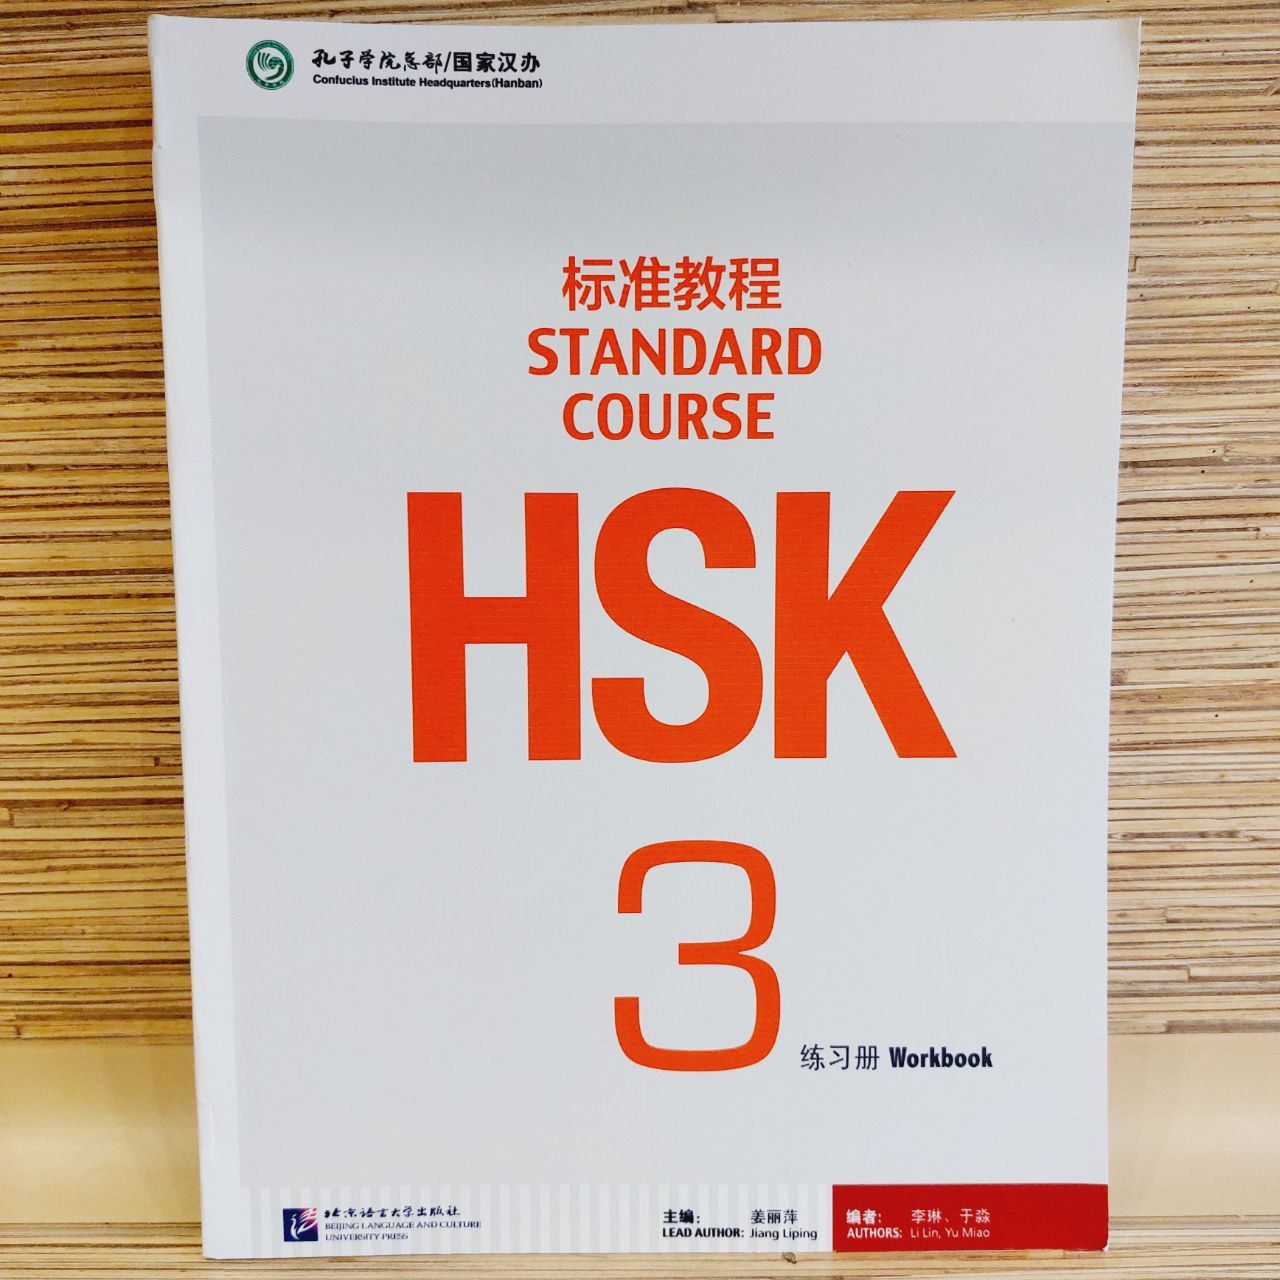 孔子学院总部/国家汉办
Confucius Institute Headquarters(Hanban)
标准教程
STANDARD
COURSE
HSK
3
练习册 Workbook
北京语言大学出版社
BEIJING LANGUAGE AND CULTURE
UNIVERSITY PRESS
主编： 姜丽萍
LEAD AUTHOR: Jiang Liping
编者： 李琳、于淼
AUTHORS: Li Lin, Yu Miao